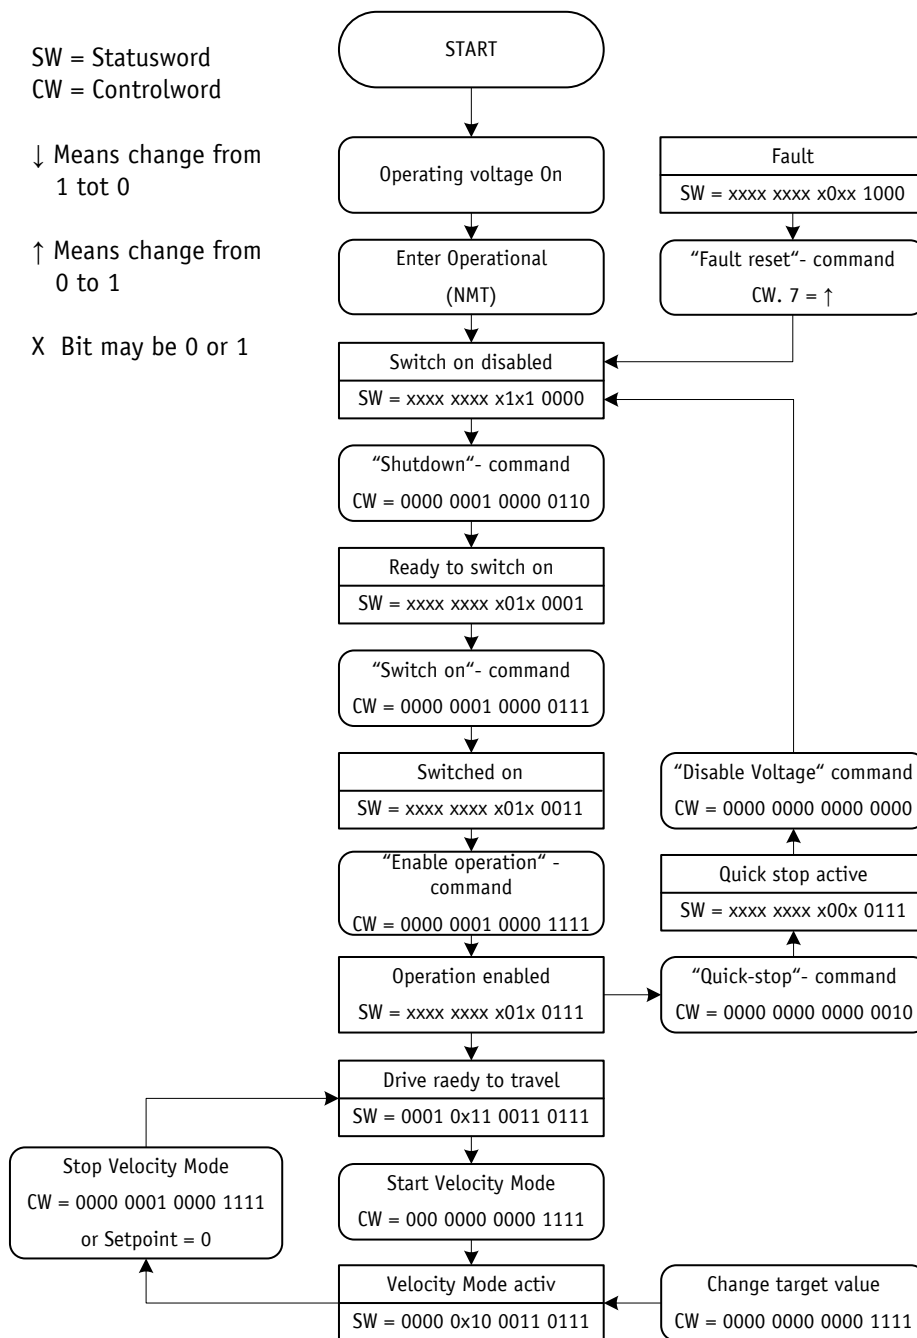 START
SW = Statusword
CW = Controlword
↓ Means change from
1 tot 0
↑ Means change from
0 to 1
X Bit may be 0 or 1
Operating voltage On
Enter Operational
(NMT)
Fault
SW = xxxx xxxx x0xx 1000
“Fault reset“- command
CW. 7 = ↑
Switch on disabled
SW = xxxx xxxx x1x1 0000
“Shutdown“- command
CW = 0000 0001 0000 0110
Ready to switch on
SW = xxxx xxxx x01x 0001
“Switch on“- command
CW = 0000 0001 0000 0111
Switched on
SW = xxxx xxxx x01x 0011
“Enable operation“ -
command
CW = 0000 0001 0000 1111
Operation enabled
SW = xxxx xxxx x01x 0111
“Disable Voltage“ command
CW = 0000 0000 0000 0000
Quick stop active
SW = xxxx xxxx x00x 0111
“Quick-stop“- command
CW = 0000 0000 0000 0010
Drive raedy to travel
SW = 0001 0x11 0011 0111
Stop Velocity Mode
CW = 0000 0001 0000 1111
or Setpoint = 0
Start Velocity Mode
CW = 000 0000 0000 1111
Velocity Mode activ
SW = 0000 0x10 0011 0111
Change target value
CW = 0000 0000 0000 1111